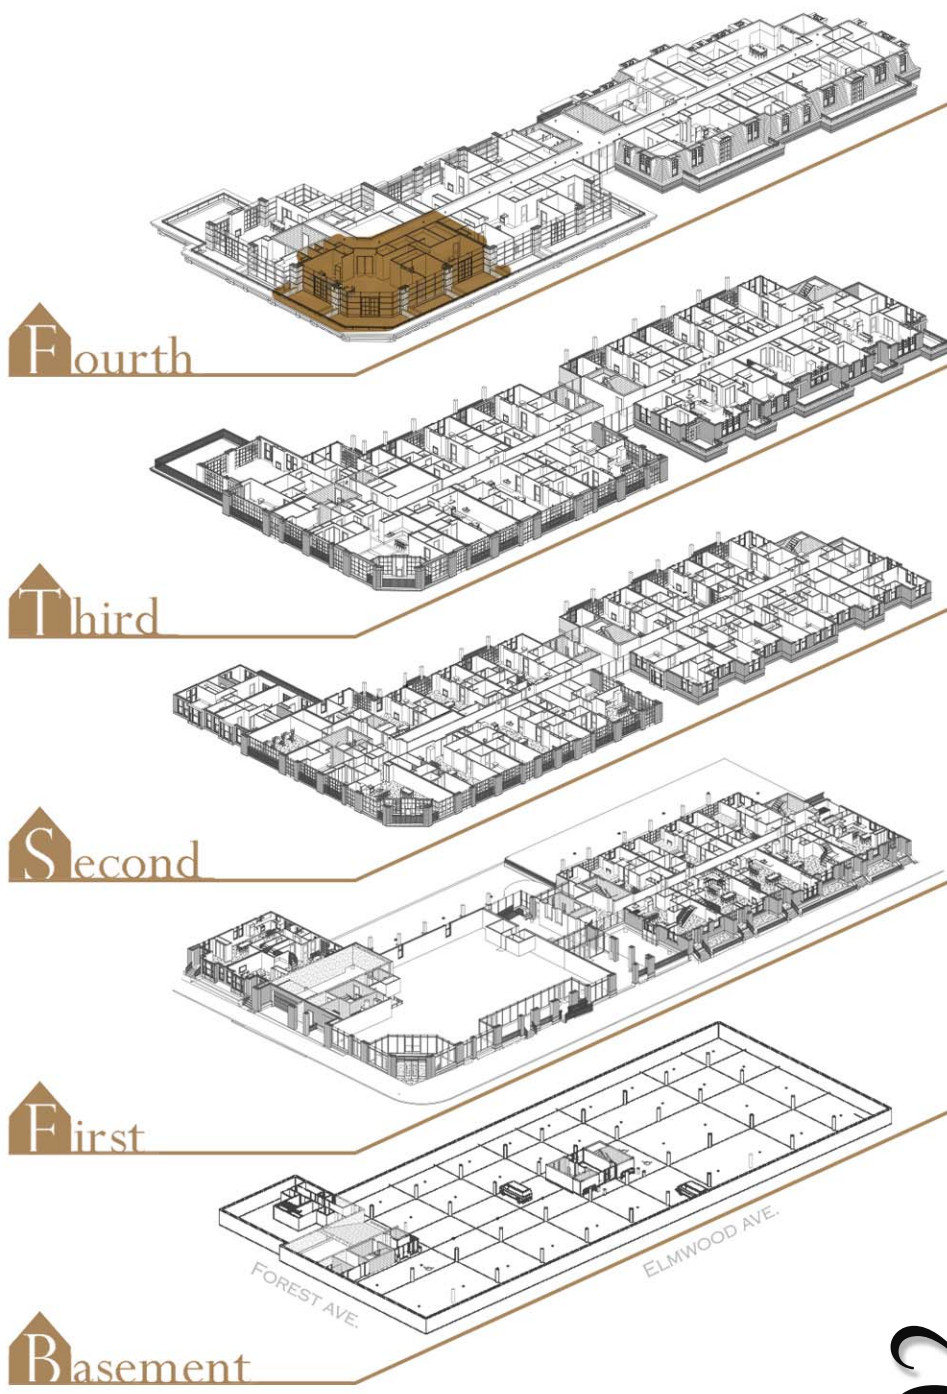 Fourth
Third
Second
First
FOREST AVE.
ELMWOOD AVE.
Basement